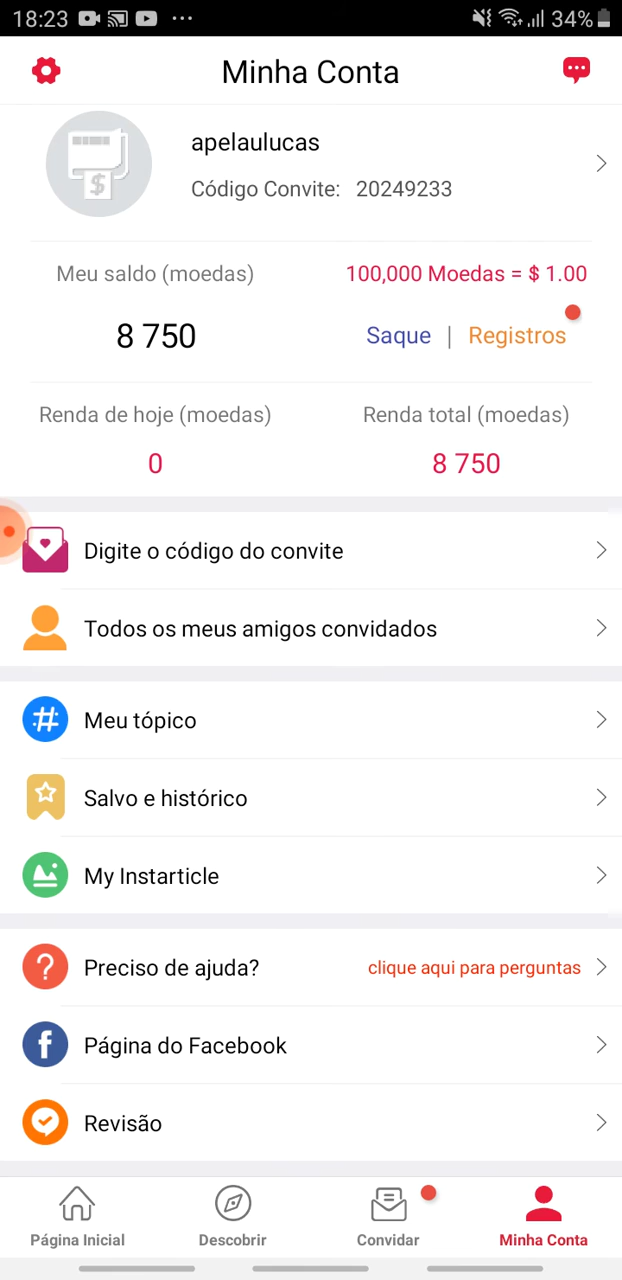 18:23 34%
Minha Conta
apelaulucas
Código Convite: 20249233
Meu saldo (moedas) 100,000 Moedas = $ 1.00
8 750 Saque | Registros
Renda de hoje (moedas) Renda total (moedas)
0 8 750
Digite o código do convite
Todos os meus amigos convidados
Meu tópico
Salvo e histórico
My Instarticle
Preciso de ajuda? clique aqui para perguntas
Página do Facebook
Revisão
Página Inicial Descobrir Convidar Minha Conta